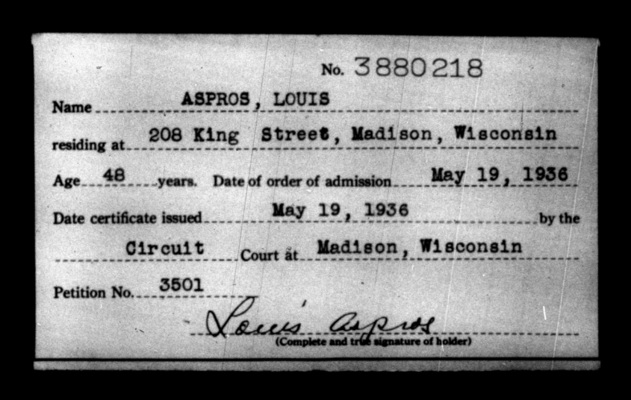 No. 3880218
Name ASPROS, LOUIS
residing at 208 King Street, Madison, Wisconsin
Age 48 years. Date of order of admission May 19, 1936
Date certificate issued May 19, 1936 by the
Circuit Court at Madison, Wisconsin
Petition No. 3501
Louis Aspros
(Complete and true signature of holder)